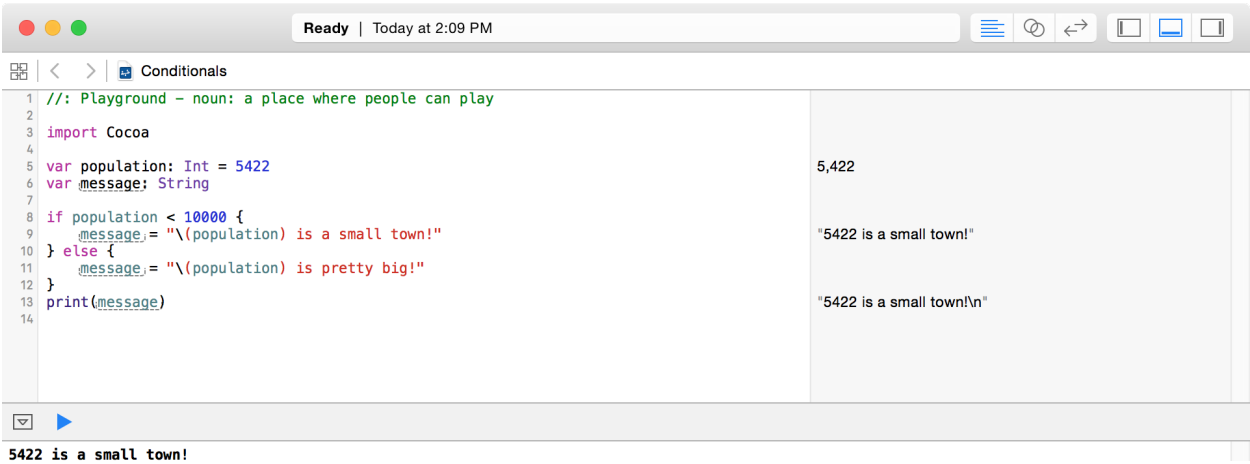 Ready | Today at 2:09 PM
Conditionals
1 //: Playground – noun: a place where people can play
2
3 import Cocoa
4
5 var population: Int = 5422 5,422
6 var message: String
7
8 if population < 10000 {
9     message = "\(population) is a small town!" "5422 is a small town!"
10 } else {
11     message = "\(population) is pretty big!"
12 }
13 print(message) "5422 is a small town!\n"
14
5422 is a small town!